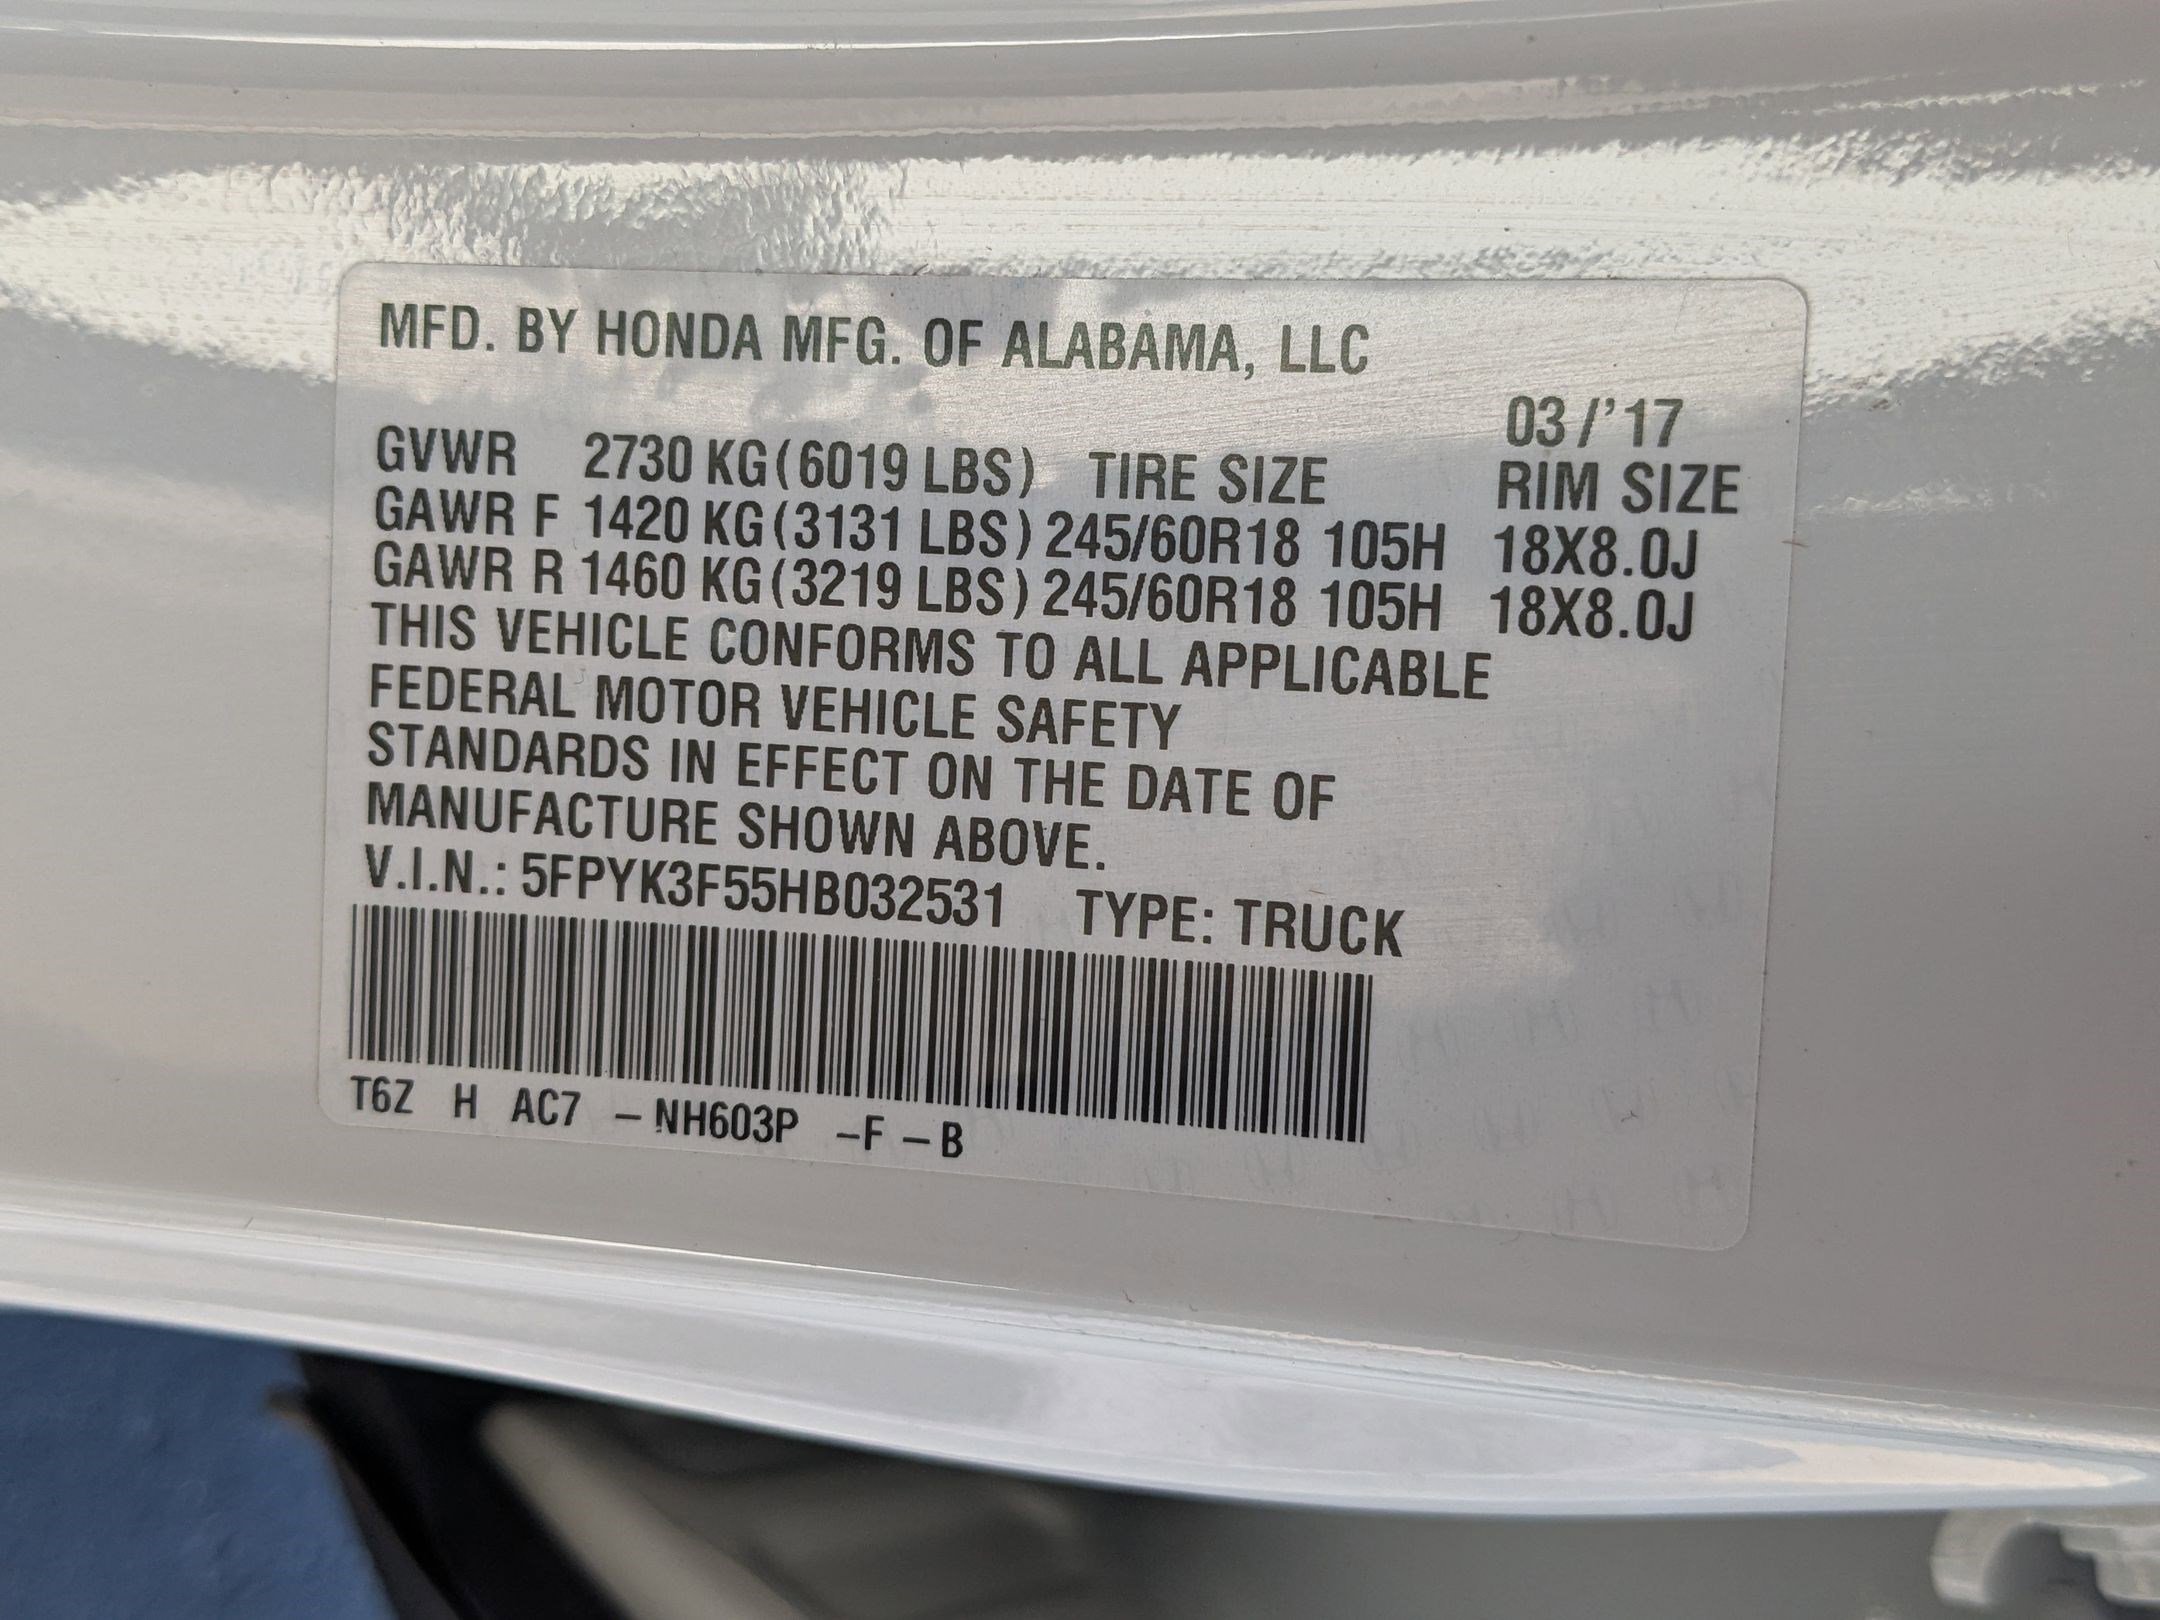 MFD. BY HONDA MFG. OF ALABAMA, LLC
03/'17
GVWR 2730 KG(6019 LBS) TIRE SIZE RIM SIZE
GAWR F 1420 KG(3131 LBS) 245/60R18 105H 18X8.0J
GAWR R 1460 KG(3219 LBS) 245/60R18 105H 18X8.0J
THIS VEHICLE CONFORMS TO ALL APPLICABLE
FEDERAL MOTOR VEHICLE SAFETY
STANDARDS IN EFFECT ON THE DATE OF
MANUFACTURE SHOWN ABOVE.
V.I.N.: 5FPYK3F55HB032531 TYPE: TRUCK
T6Z H AC7 – NH603P –F – B